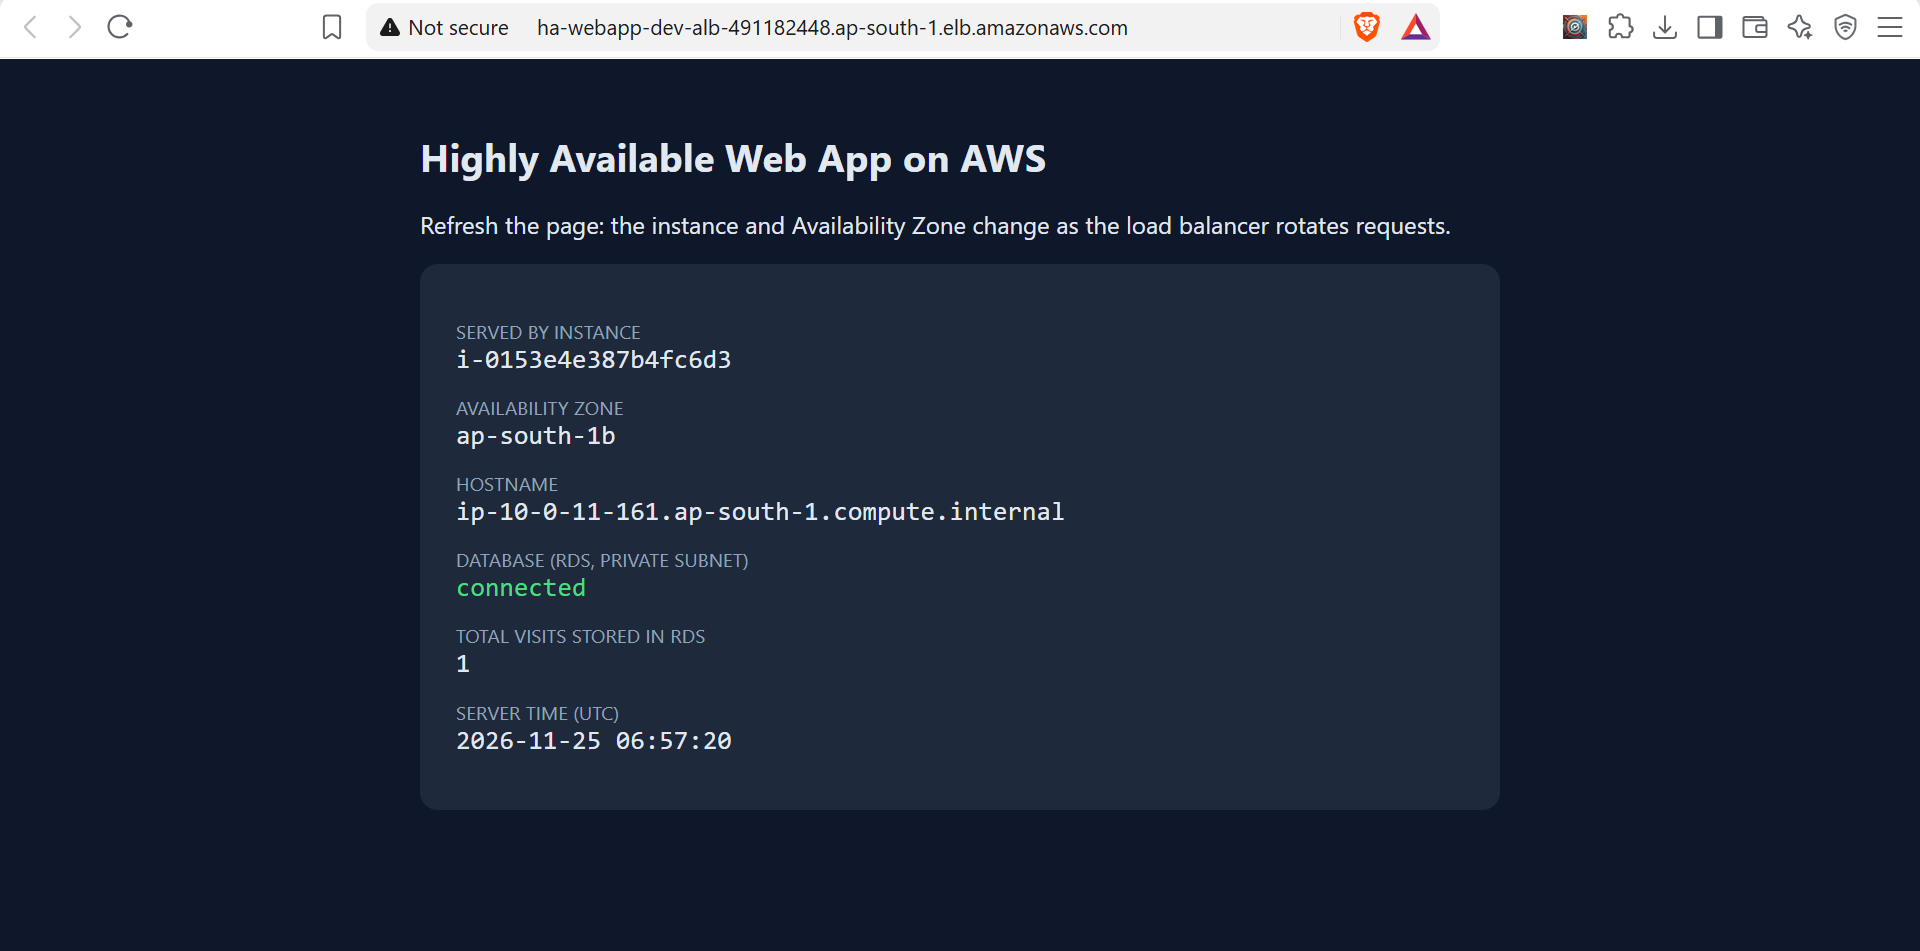 Not secure ha-webapp-dev-alb-491182448.ap-south-1.elb.amazonaws.com
Highly Available Web App on AWS
Refresh the page: the instance and Availability Zone change as the load balancer rotates requests.
SERVED BY INSTANCE
i-0153e4e387b4fc6d3
AVAILABILITY ZONE
ap-south-1b
HOSTNAME
ip-10-0-11-161.ap-south-1.compute.internal
DATABASE (RDS, PRIVATE SUBNET)
connected
TOTAL VISITS STORED IN RDS
1
SERVER TIME (UTC)
2026-11-25 06:57:20